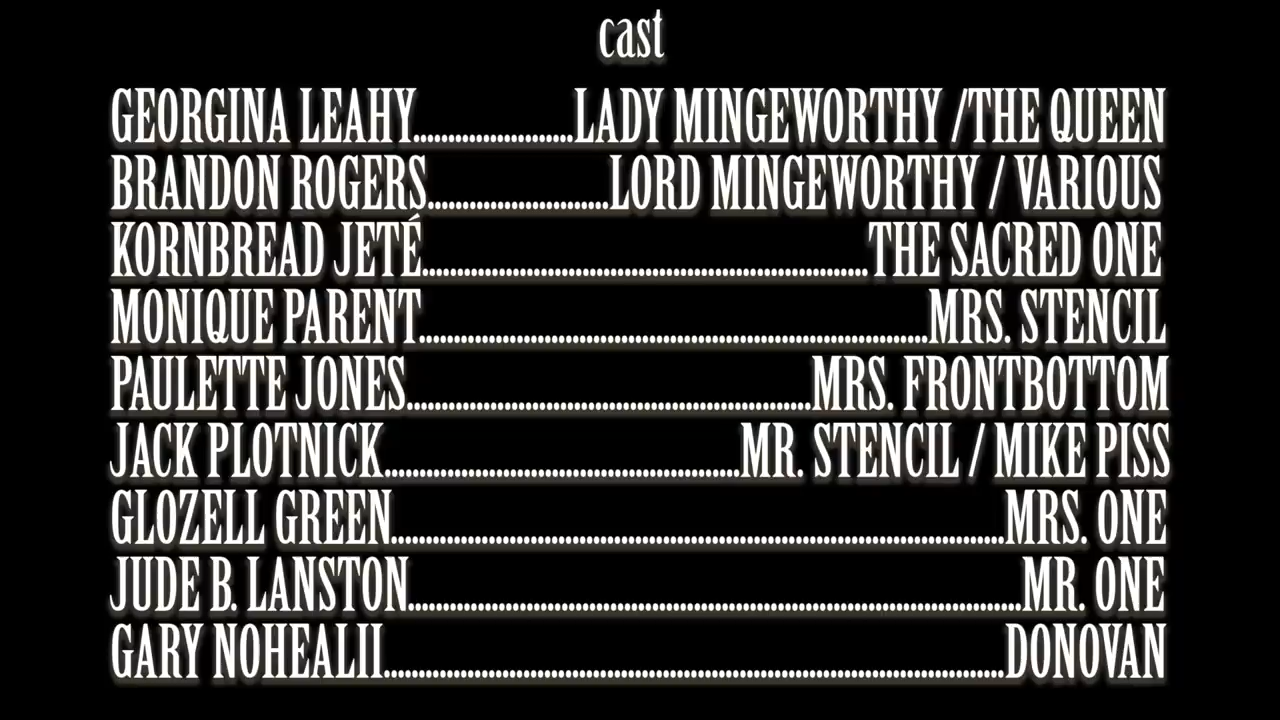 cast
GEORGINA LEAHY....................LADY MINGEWORTHY /THE QUEEN
BRANDON ROGERS.......................LORD MINGEWORTHY / VARIOUS
KORNBREAD JETÉ........................................................THE SACRED ONE
MONIQUE PARENT................................................................MRS. STENCIL
PAULETTE JONES...................................................MRS. FRONTBOTTOM
JACK PLOTNICK.............................................MR. STENCIL / MIKE PISS
GLOZELL GREEN.............................................................................MRS. ONE
JUDE B. LANSTON.............................................................................MR. ONE
GARY NOHEALII..............................................................................DONOVAN